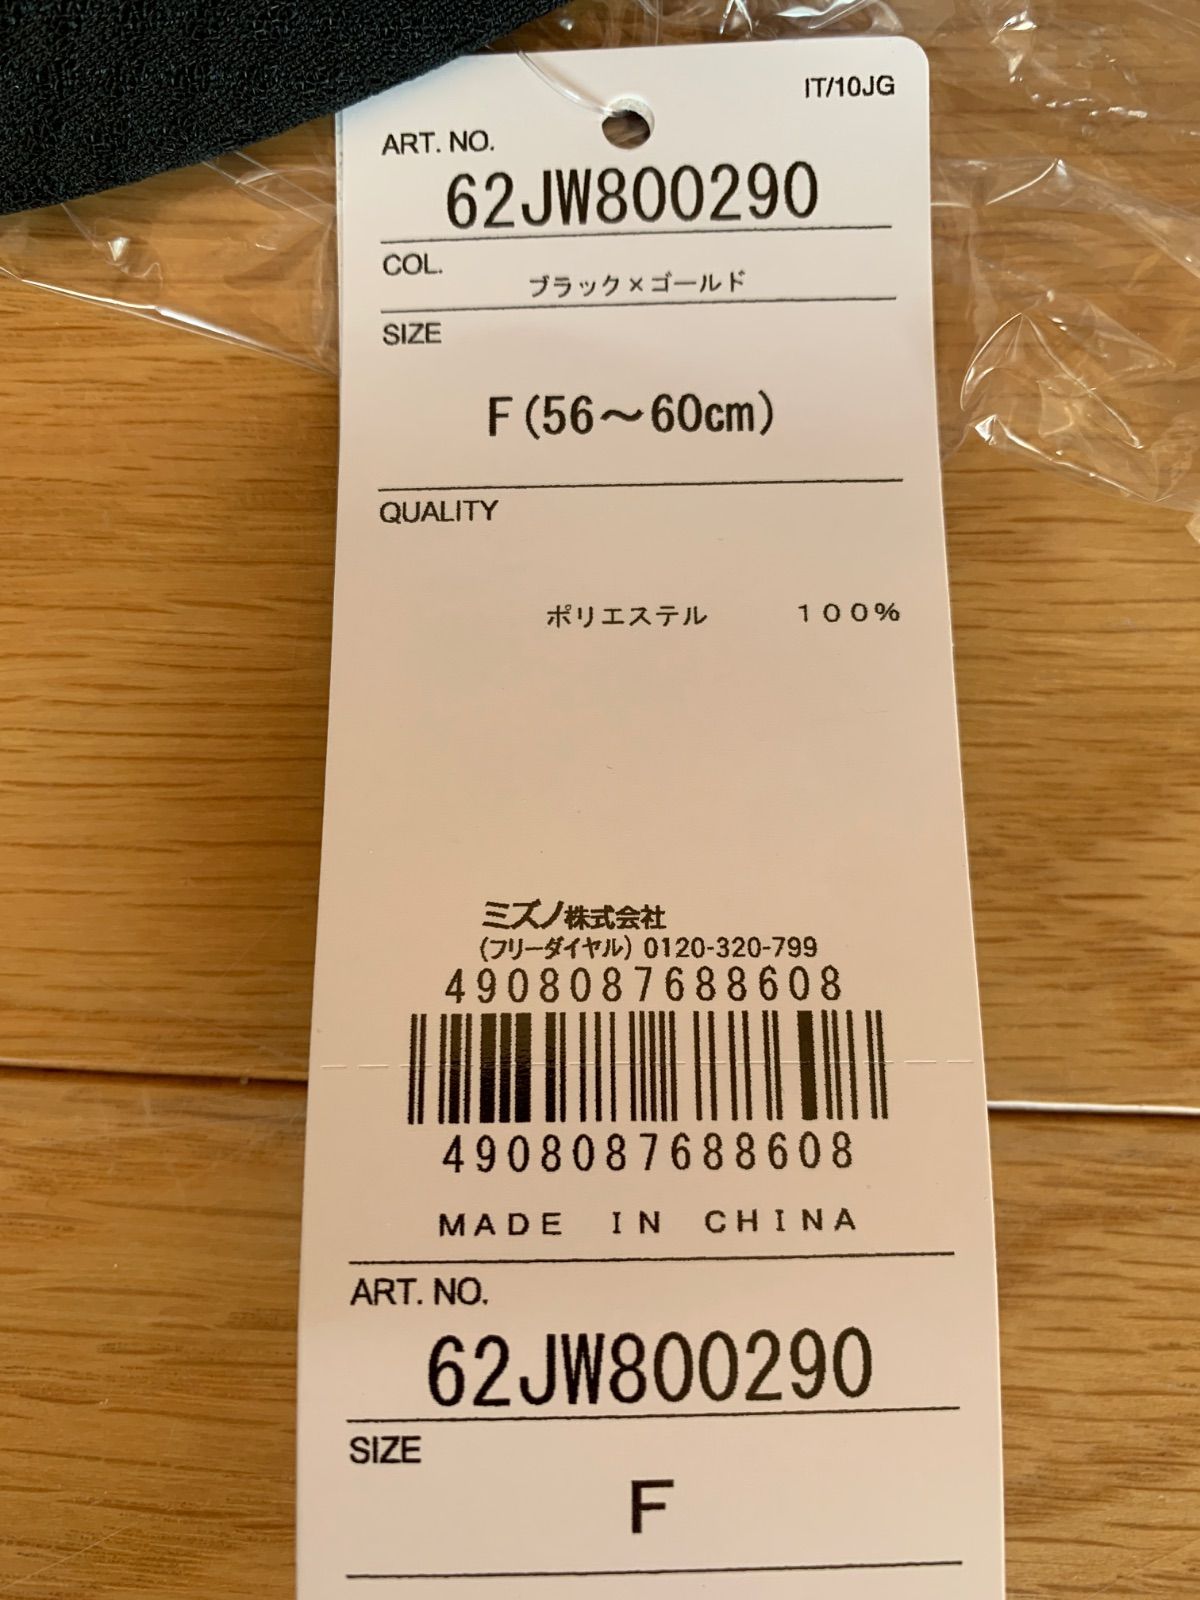 IT/10JG
ART. NO.
62JW800290
COL.
ブラック×ゴールド
SIZE
F(56〜60cm)
QUALITY
ポリエステル 100%
ミズノ株式会社
(フリーダイヤル) 0120-320-799
4908087688608
4908087688608
MADE IN CHINA
ART. NO.
62JW800290
SIZE
F